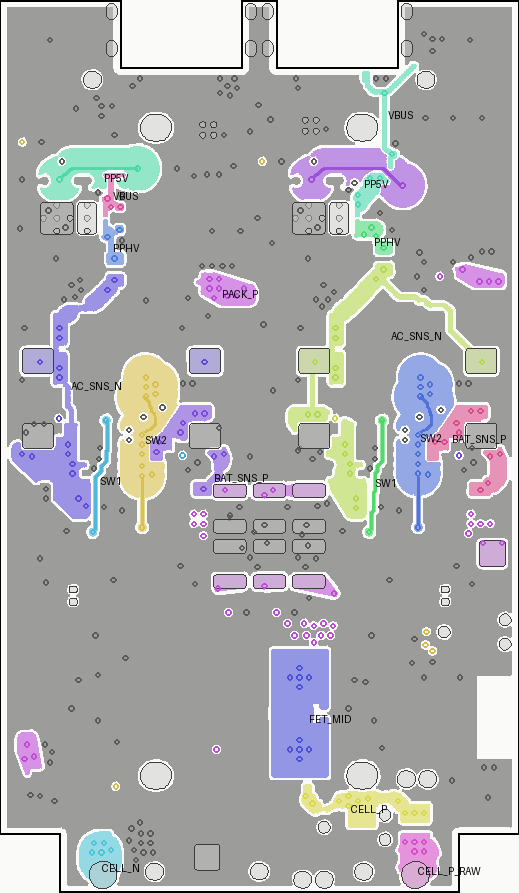 VBUS
PP5V
PP5V
VBUS
PPHV
PPHV
PACK_P
AC_SNS_N
AC_SNS_N
SW2
SW2
BAT_SNS_P
BAT_SNS_P
SW1
SW1
FET_MID
CELL_P
CELL_N
CELL_P_RAW